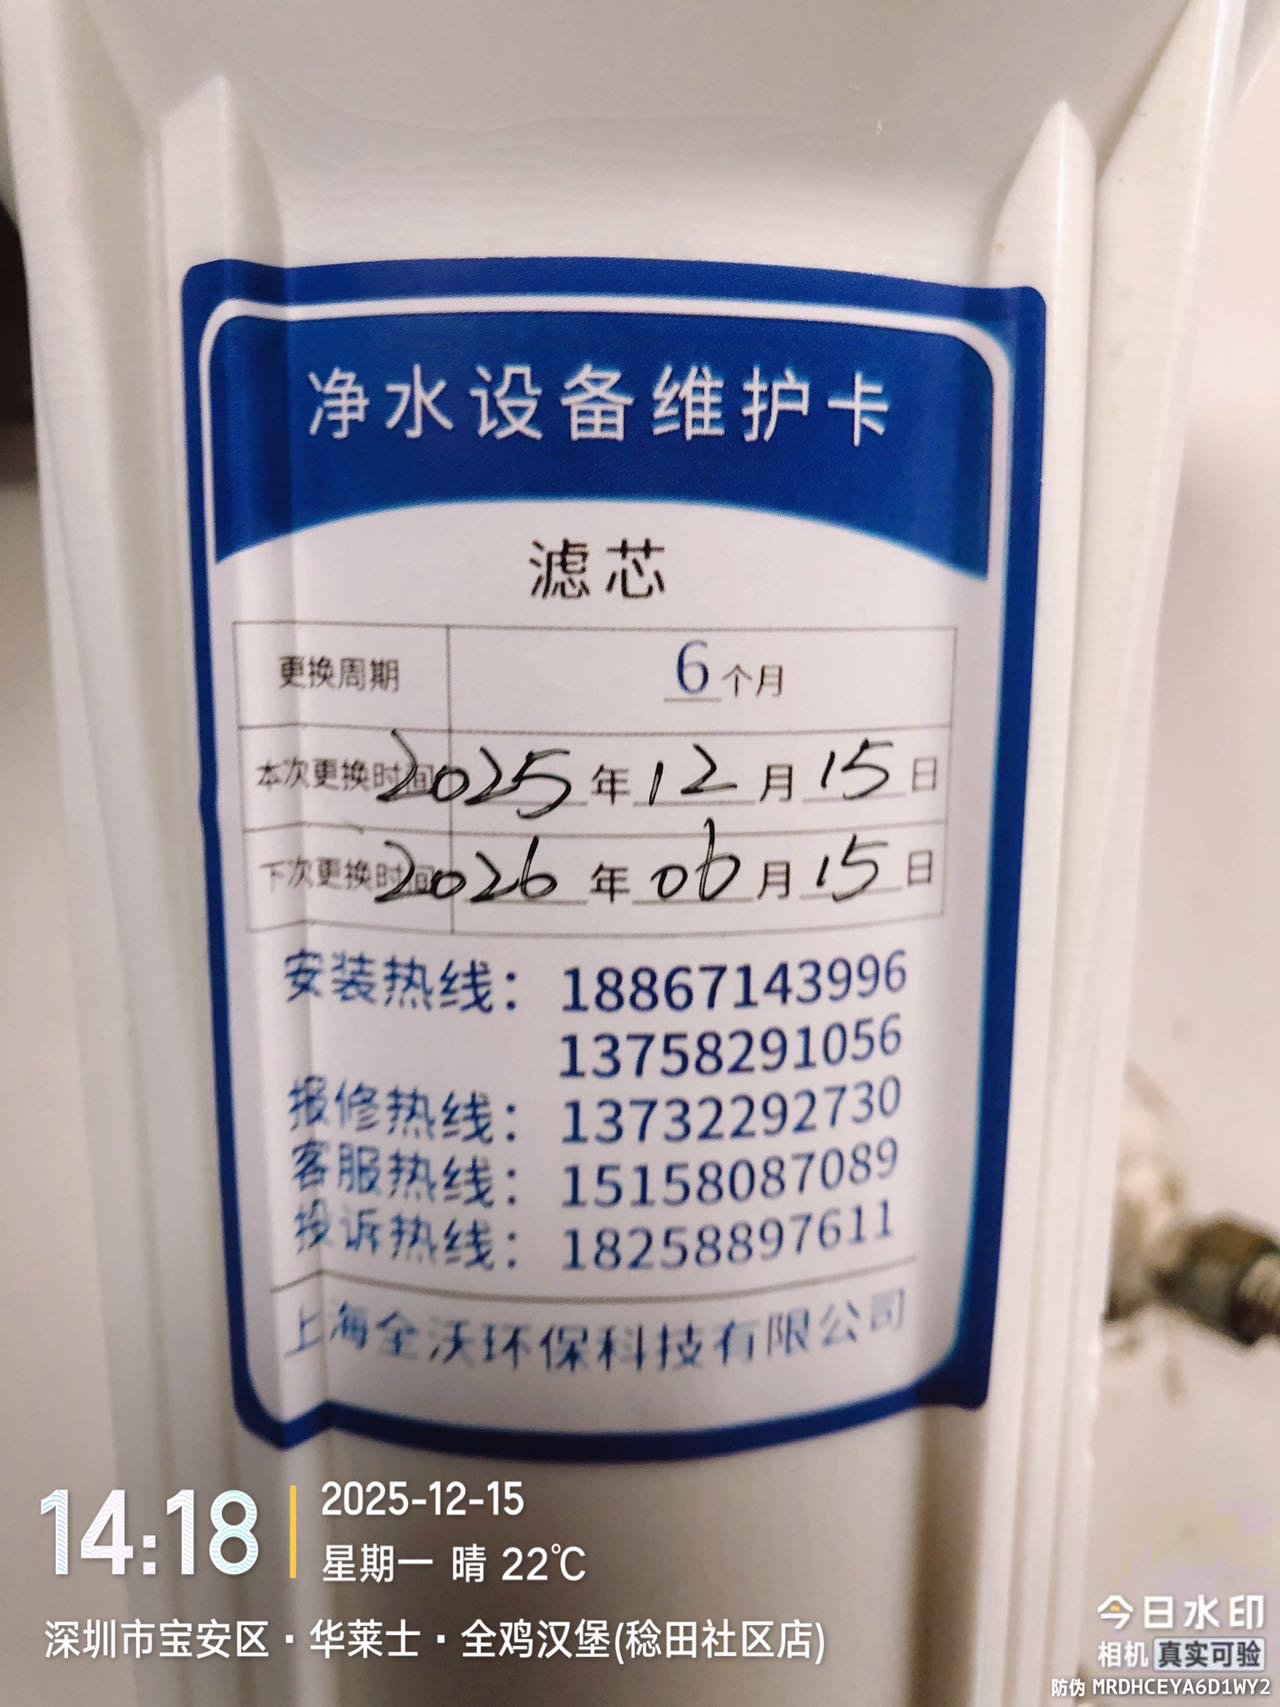 净水设备维护卡
滤芯
更换周期 6个月
本次更换时间 2025年12月15日
下次更换时间 2026年06月15日
安装热线：18867143996
13758291056
报修热线：13732292730
客服热线：15158087089
投诉热线：18258897611
上海全沃环保科技有限公司
14:18
2025-12-15
星期一 晴 22℃
深圳市宝安区·华莱士·全鸡汉堡(稔田社区店)
今日水印
相机 真实可验
防伪 MRDHCEYA6D1WY2